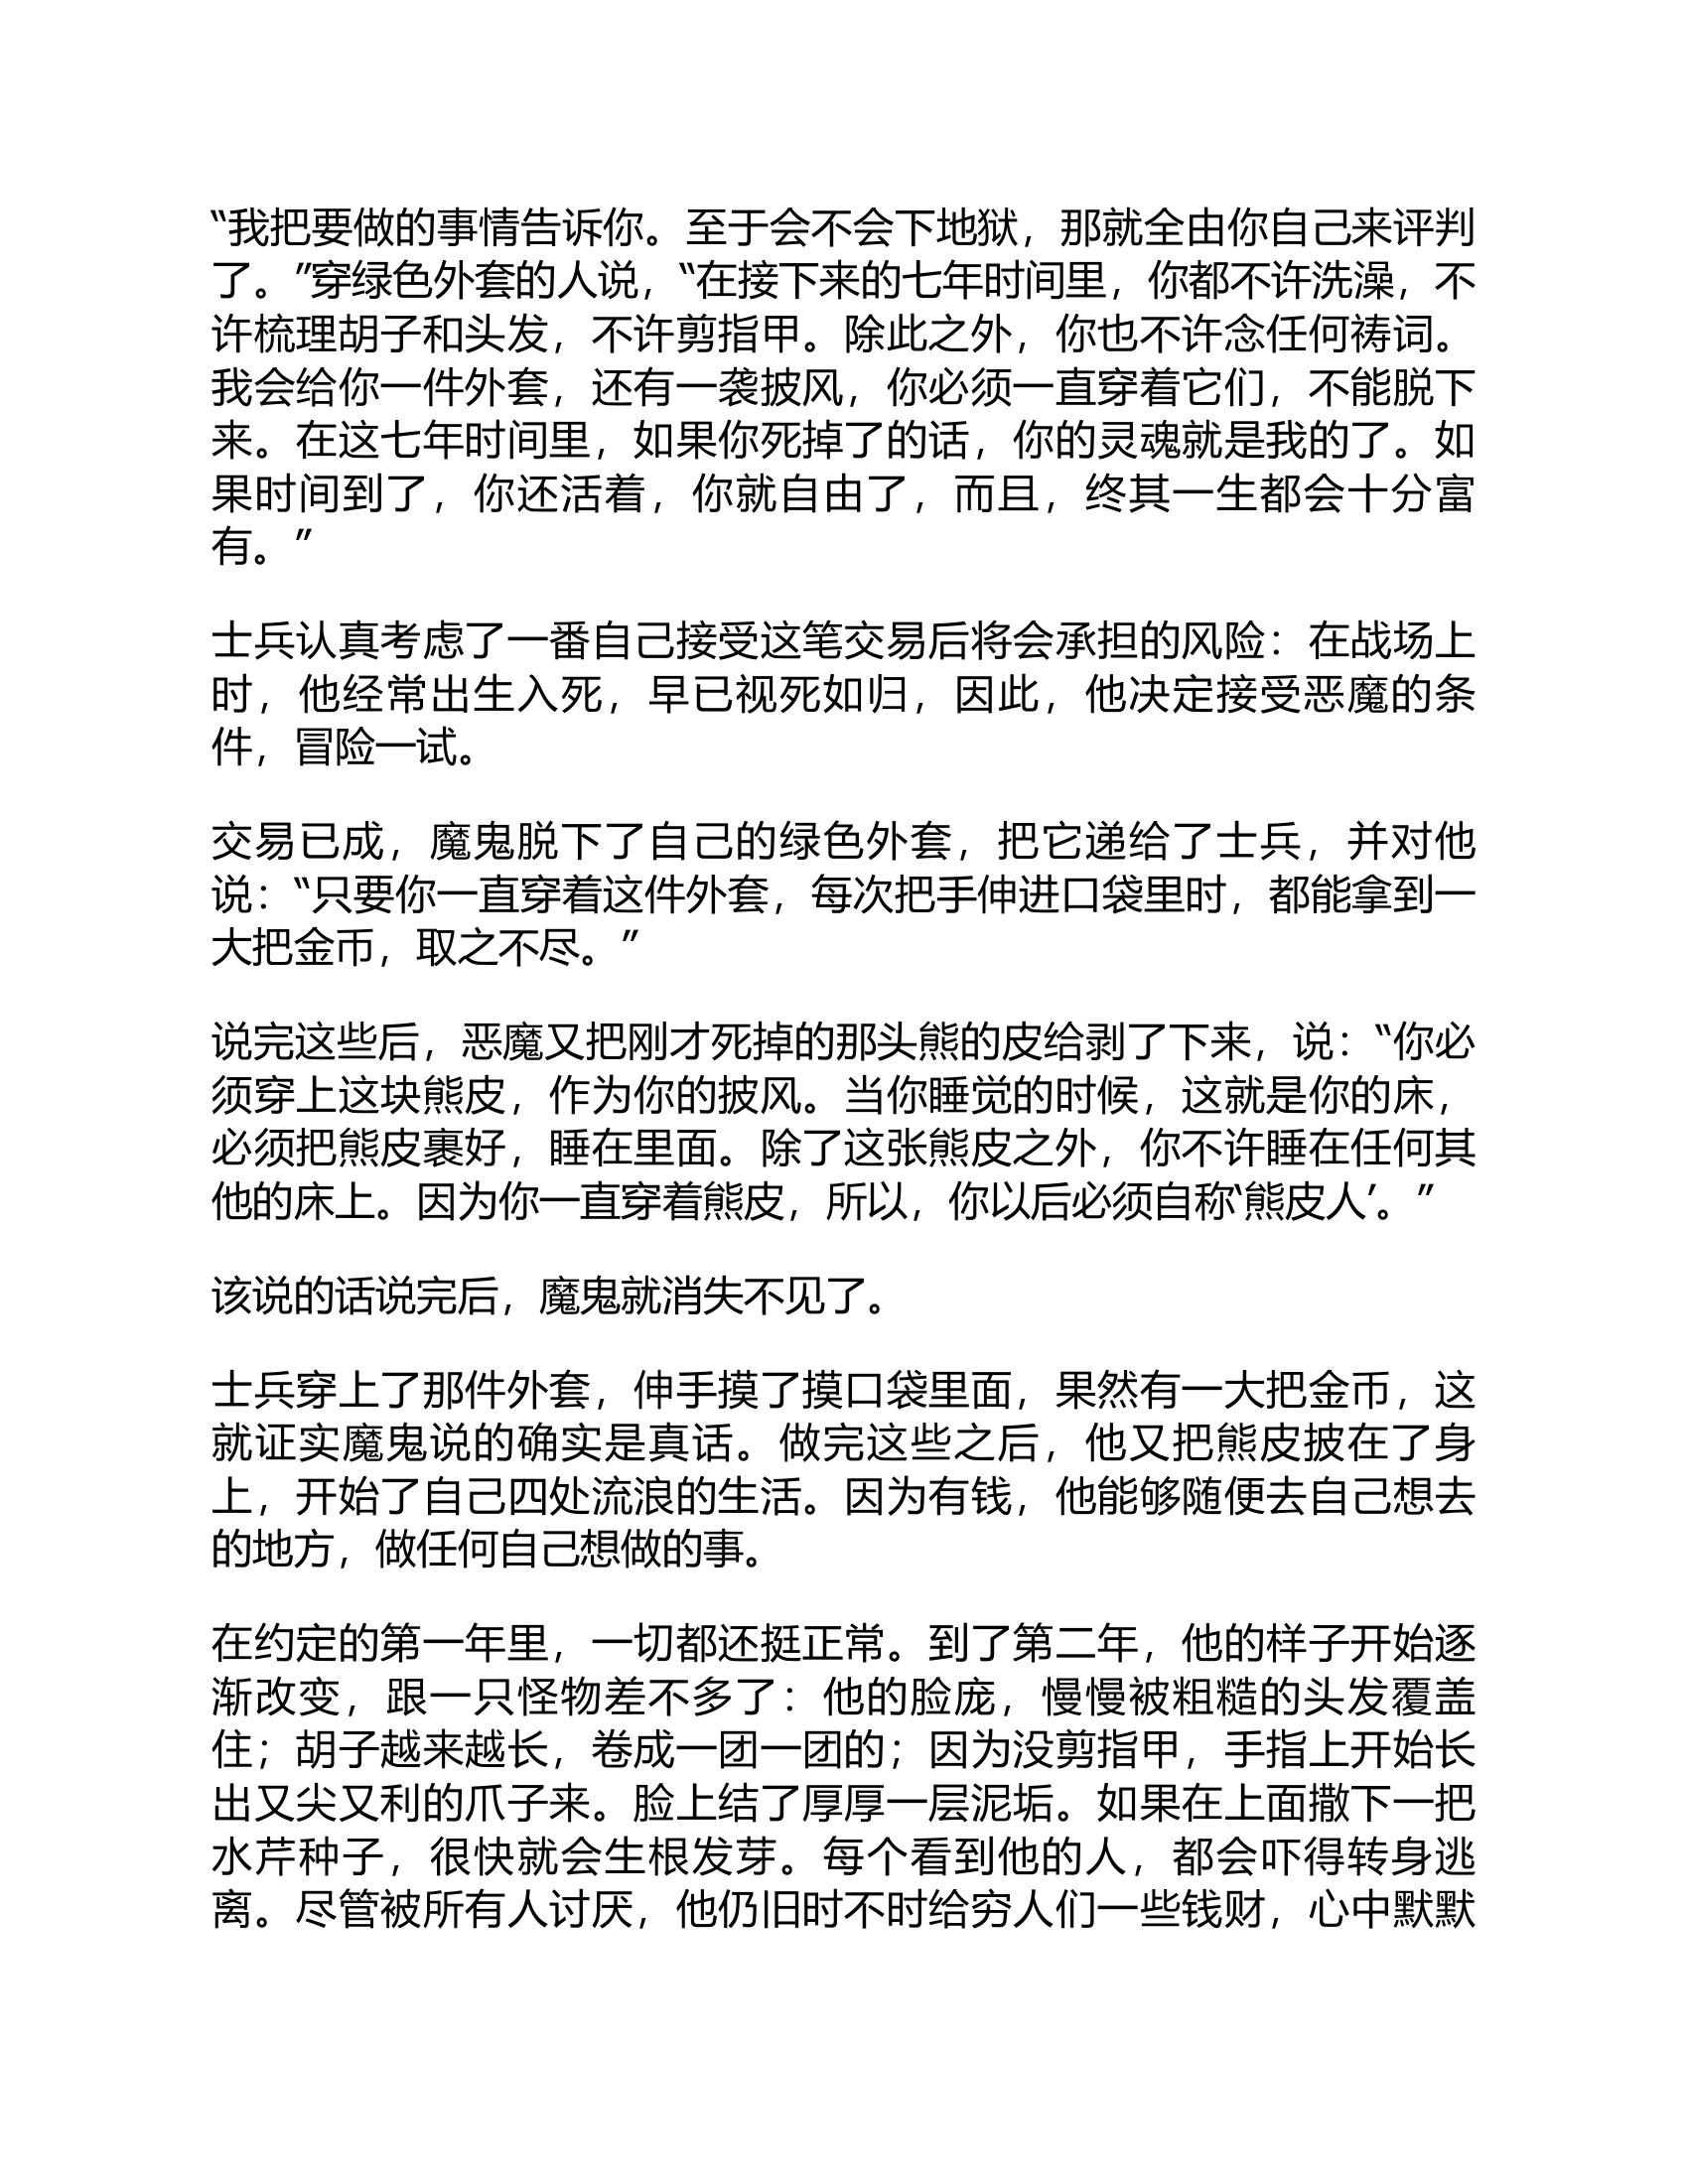 “我把要做的事情告诉你。至于会不会下地狱，那就全由你自己来评判
了。”穿绿色外套的人说，“在接下来的七年时间里，你都不许洗澡，不
许梳理胡子和头发，不许剪指甲。除此之外，你也不许念任何祷词。
我会给你一件外套，还有一袭披风，你必须一直穿着它们，不能脱下
来。在这七年时间里，如果你死掉了的话，你的灵魂就是我的了。如
果时间到了，你还活着，你就自由了，而且，终其一生都会十分富
有。”
士兵认真考虑了一番自己接受这笔交易后将会承担的风险：在战场上
时，他经常出生入死，早已视死如归，因此，他决定接受恶魔的条
件，冒险一试。
交易已成，魔鬼脱下了自己的绿色外套，把它递给了士兵，并对他
说：“只要你一直穿着这件外套，每次把手伸进口袋里时，都能拿到一
大把金币，取之不尽。”
说完这些后，恶魔又把刚才死掉的那头熊的皮给剥了下来，说：“你必
须穿上这块熊皮，作为你的披风。当你睡觉的时候，这就是你的床，
必须把熊皮裹好，睡在里面。除了这张熊皮之外，你不许睡在任何其
他的床上。因为你一直穿着熊皮，所以，你以后必须自称‘熊皮人’。”
该说的话说完后，魔鬼就消失不见了。
士兵穿上了那件外套，伸手摸了摸口袋里面，果然有一大把金币，这
就证实魔鬼说的确实是真话。做完这些之后，他又把熊皮披在了身
上，开始了自己四处流浪的生活。因为有钱，他能够随便去自己想去
的地方，做任何自己想做的事。
在约定的第一年里，一切都还挺正常。到了第二年，他的样子开始逐
渐改变，跟一只怪物差不多了：他的脸庞，慢慢被粗糙的头发覆盖
住；胡子越来越长，卷成一团一团的；因为没剪指甲，手指上开始长
出又尖又利的爪子来。脸上结了厚厚一层泥垢。如果在上面撒下一把
水芹种子，很快就会生根发芽。每个看到他的人，都会吓得转身逃
离。尽管被所有人讨厌，他仍旧时不时给穷人们一些钱财，心中默默